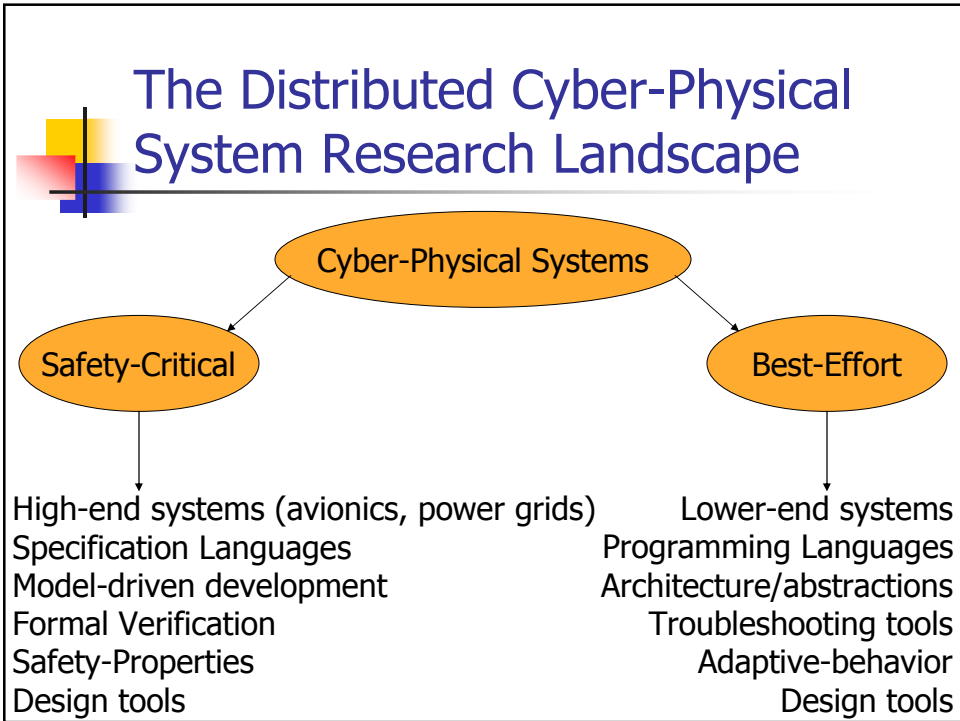 The Distributed Cyber-Physical
System Research Landscape
Cyber-Physical Systems
Safety-Critical
Best-Effort
High-end systems (avionics, power grids)
Specification Languages
Model-driven development
Formal Verification
Safety-Properties
Design tools
Lower-end systems
Programming Languages
Architecture/abstractions
Troubleshooting tools
Adaptive-behavior
Design tools